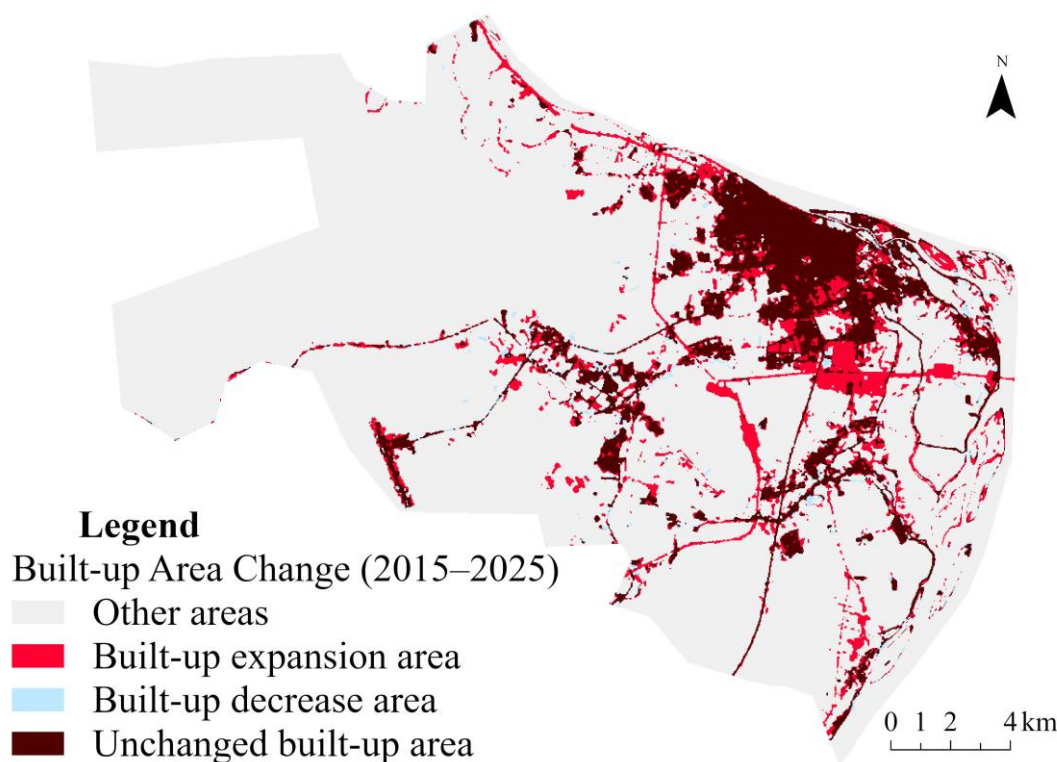 N
Legend
Built-up Area Change (2015–2025)
Other areas
Built-up expansion area
Built-up decrease area
Unchanged built-up area
0 1 2 4 km